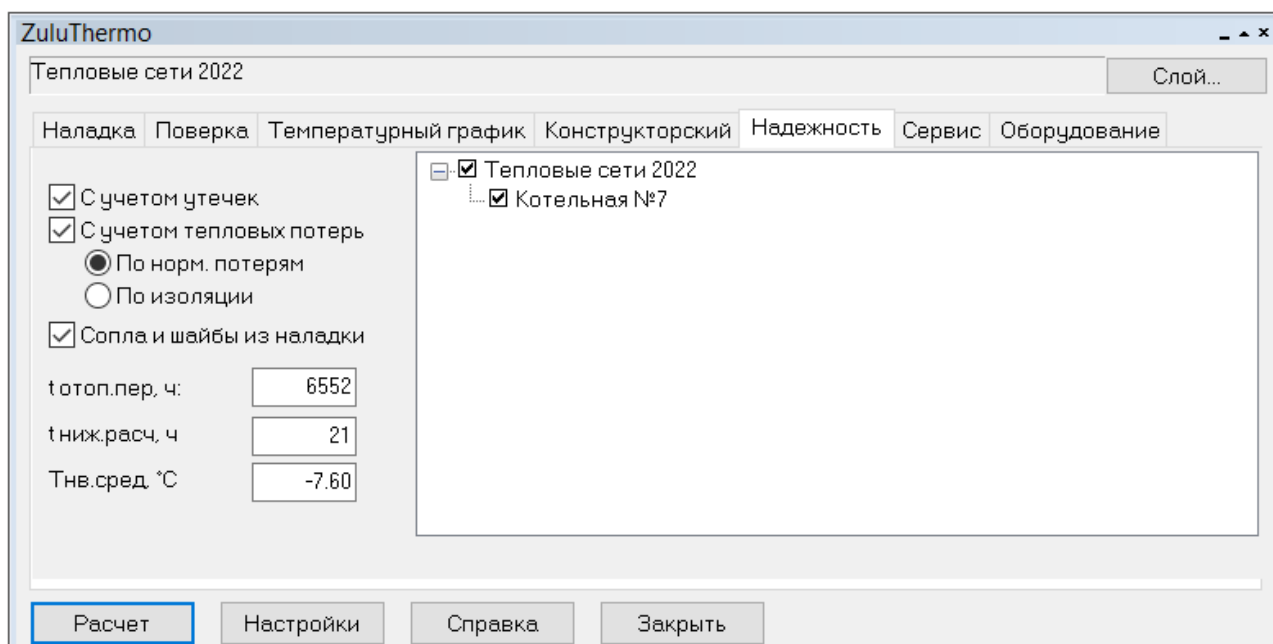 ZuluThermo
Тепловые сети 2022
Слой...
Наладка Поверка Температурный график Конструкторский Надежность Сервис Оборудование
С учетом утечек
С учетом тепловых потерь
По норм. потерям
По изоляции
Сопла и шайбы из наладки
t отоп.пер, ч: 6552
t ниж.расч, ч 21
Tнв.сред, °C -7.60
Тепловые сети 2022
Котельная №7
Расчет Настройки Справка Закрыть